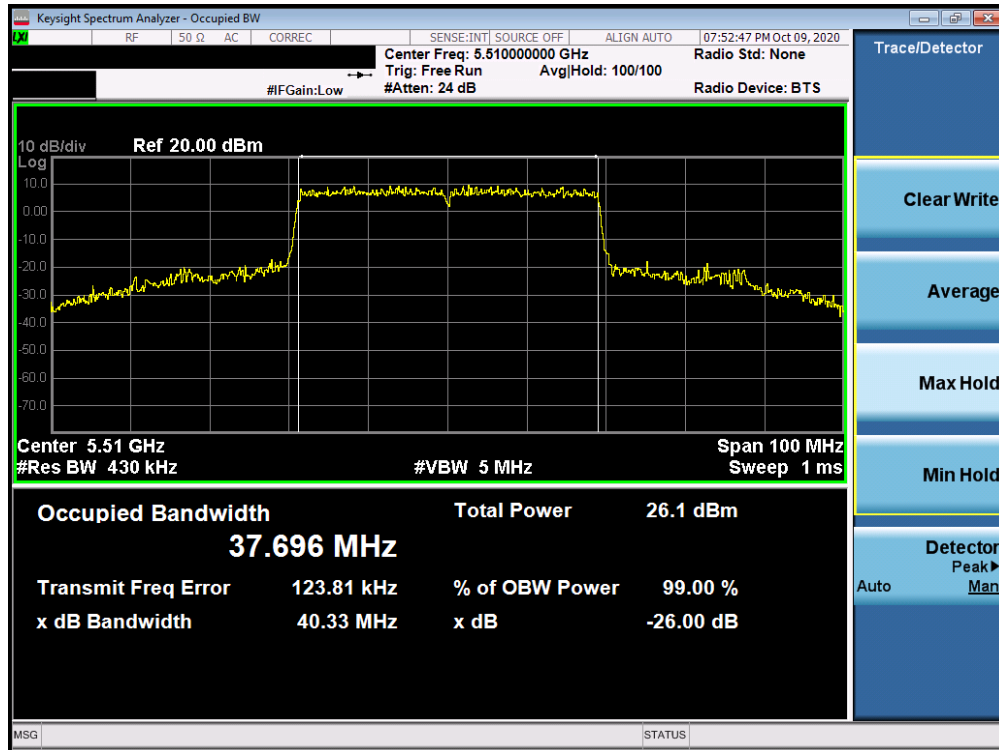 Keysight Spectrum Analyzer - Occupied BW
LXI RF 50 Ω AC CORREC SENSE:INT SOURCE OFF ALIGN AUTO 07:52:47 PM Oct 09, 2020
Center Freq: 5.510000000 GHz Radio Std: None
Trig: Free Run Avg|Hold: 100/100
#IFGain:Low #Atten: 24 dB Radio Device: BTS
10 dB/div Ref 20.00 dBm
Log
10.0
0.00
-10.0
-20.0
-30.0
-40.0
-50.0
-60.0
-70.0
Center 5.51 GHz Span 100 MHz
#Res BW 430 kHz #VBW 5 MHz Sweep 1 ms
Occupied Bandwidth Total Power 26.1 dBm
37.696 MHz
Transmit Freq Error 123.81 kHz % of OBW Power 99.00 %
x dB Bandwidth 40.33 MHz x dB -26.00 dB
MSG STATUS
Trace/Detector
Clear Write
Average
Max Hold
Min Hold
Detector
Peak▶
Auto Man